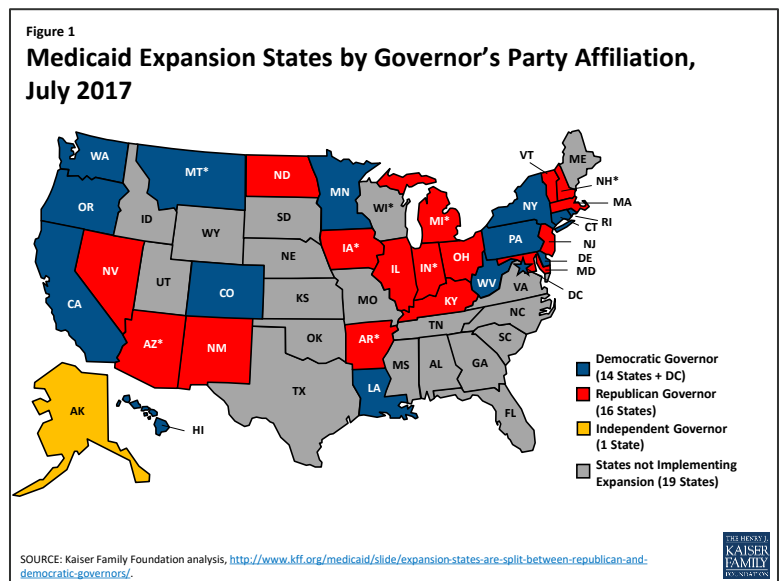 Figure 1
Medicaid Expansion States by Governor's Party Affiliation,
July 2017
WA
MT*
ND
MN
VT
ME
NH*
OR
ID
SD
WI*
MI*
NY
MA
RI
CT
WY
IA*
PA
NJ
NE
OH
DE
NV
IL
IN*
MD
UT
CO
WV
VA
DC
CA
KS
MO
KY
NC
TN
OK
AR*
SC
AZ*
NM
MS
AL
GA
TX
LA
FL
AK
HI
Democratic Governor
(14 States + DC)
Republican Governor
(16 States)
Independent Governor
(1 State)
States not Implementing
Expansion (19 States)
SOURCE: Kaiser Family Foundation analysis, http://www.kff.org/medicaid/slide/expansion-states-are-split-between-republican-and-
democratic-governors/.
THE HENRY J.
KAISER
FAMILY
FOUNDATION